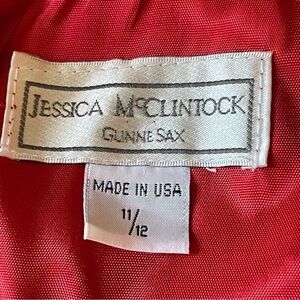 JESSICA McCLINTOCK
GUNNE SAX
MADE IN USA
11/12